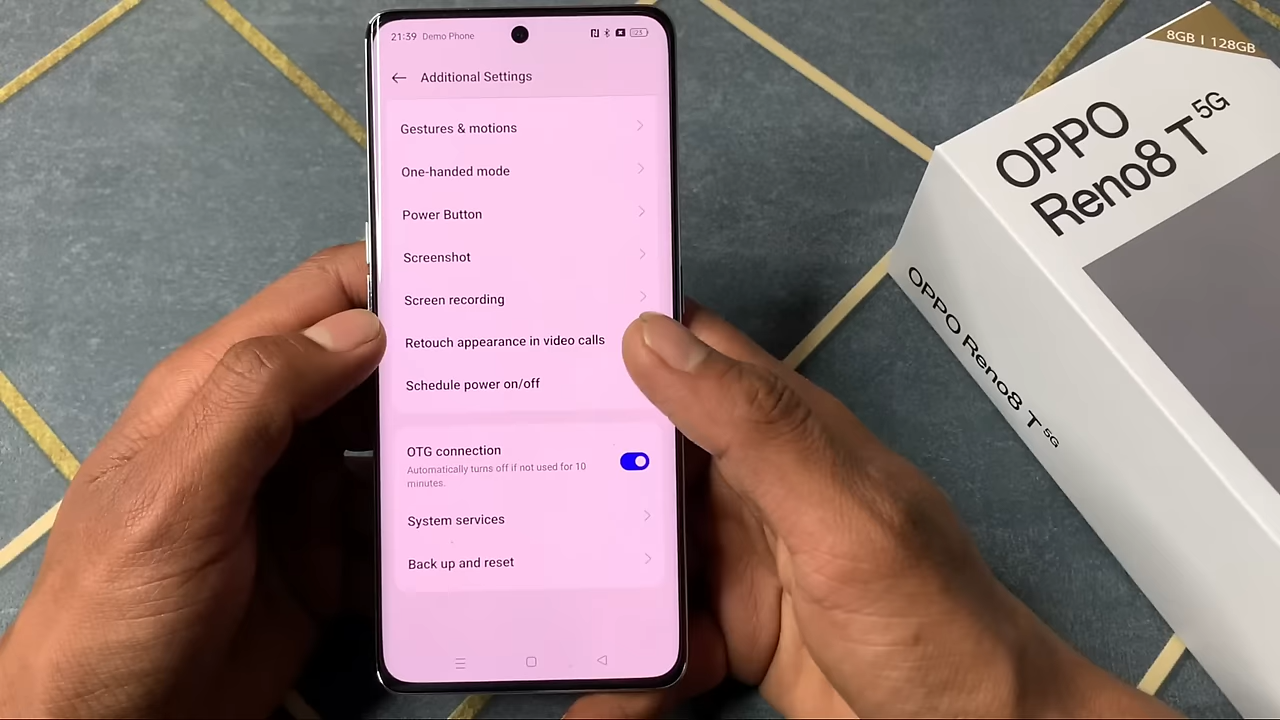 21:39 Demo Phone
23
Additional Settings
Gestures & motions
One-handed mode
Power Button
Screenshot
Screen recording
Retouch appearance in video calls
Schedule power on/off
OTG connection
Automatically turns off if not used for 10
minutes.
System services
Back up and reset
8GB | 128GB
OPPO
Reno8 T 5G
OPPO Reno8 T 5G